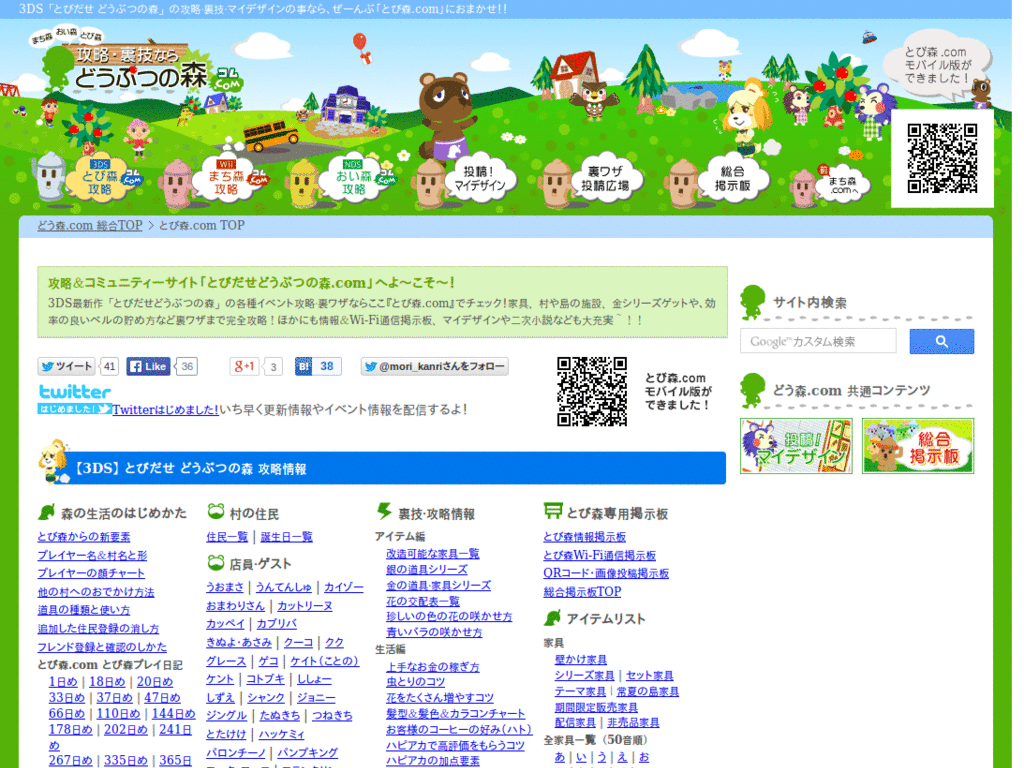 3DS「とびだせ どうぶつの森」の攻略・裏技・マイデザインの事なら、ぜーんぶ「とび森.com」におまかせ!!
まち森 おい森 とび森
攻略・裏技なら
どうぶつの森 コム .COM
とび森.com
モバイル版が
できました！
3DS とび森 攻略 コム .COM
Wii まち森 攻略 コム .COM
NDS おい森 攻略 コム .COM
投稿！ マイデザイン
裏ワザ 投稿広場
総合 掲示板
まち森 .comへ
どう森.com 総合TOP > とび森.com TOP
攻略&コミュニティーサイト「とびだせどうぶつの森.com」へよ〜こそ〜！
3DS最新作「とびだせどうぶつの森」の各種イベント攻略・裏ワザならここ『とび森.com』でチェック！家具、村や島の施設、金シリーズゲットや、効
率の良いベルの貯め方など裏ワザまで完全攻略！ほかにも情報&Wi-Fi通信掲示板、マイデザインや二次小説なども大充実~！！
ツイート 41 Like 36 g+1 3 B! 38 @mori_kanriさんをフォロー
twitter
はじめました! Twitterはじめました!いち早く更新情報やイベント情報を配信するよ！
とび森.com
モバイル版が
できました！
【3DS】とびだせ どうぶつの森 攻略情報
森の生活のはじめかた
とび森からの新要素
プレイヤー名&村名と形
プレイヤーの顔チャート
他の村へのおでかけ方法
道具の種類と使い方
追加した住民登録の消し方
フレンド登録と確認のしかた
とび森.com とび森プレイ日記
1日め | 18日め | 20日め
33日め | 37日め | 47日め
66日め | 110日め | 144日め
178日め | 202日め | 241日
め
267日め | 335日め | 365日
村の住民
住民一覧 | 誕生日一覧
店員・ゲスト
うおまさ | うんてんしゅ | カイゾー
おまわりさん | カットリーヌ
カッペイ | カブリバ
きぬよ・あさみ | クーコ | クク
グレース | ゲコ | ケイト（ことの）
ケント | コトブキ | ししょー
しずえ | シャンク | ジョニー
ジングル | たぬきち | つねきち
とたけけ | ハッケミィ
パロンチーノ | パンプキング
裏技・攻略情報
アイテム編
改造可能な家具一覧
銀の道具シリーズ
金の道具・家具シリーズ
花の交配表一覧
珍しいの色の花の咲かせ方
青いバラの咲かせ方
生活編
上手なお金の稼ぎ方
虫とりのコツ
花をたくさん増やすコツ
髪型&髪色&カラコンチャート
お客様のコーヒーの好み（ハト）
ハピアカで高評価をもらうコツ
ハピアカの加点要素
とび森専用掲示板
とび森情報掲示板
とび森Wi-Fi通信掲示板
QRコード・画像投稿掲示板
総合掲示板TOP
アイテムリスト
家具
壁かけ家具
シリーズ家具 | セット家具
テーマ家具 | 常夏の島家具
期間限定販売家具
配信家具 | 非売品家具
全家具一覧（50音順）
あ | い | う | え | お
サイト内検索
Google™ カスタム検索
どう森.com 共通コンテンツ
投稿！ マイデザイン
総合 掲示板